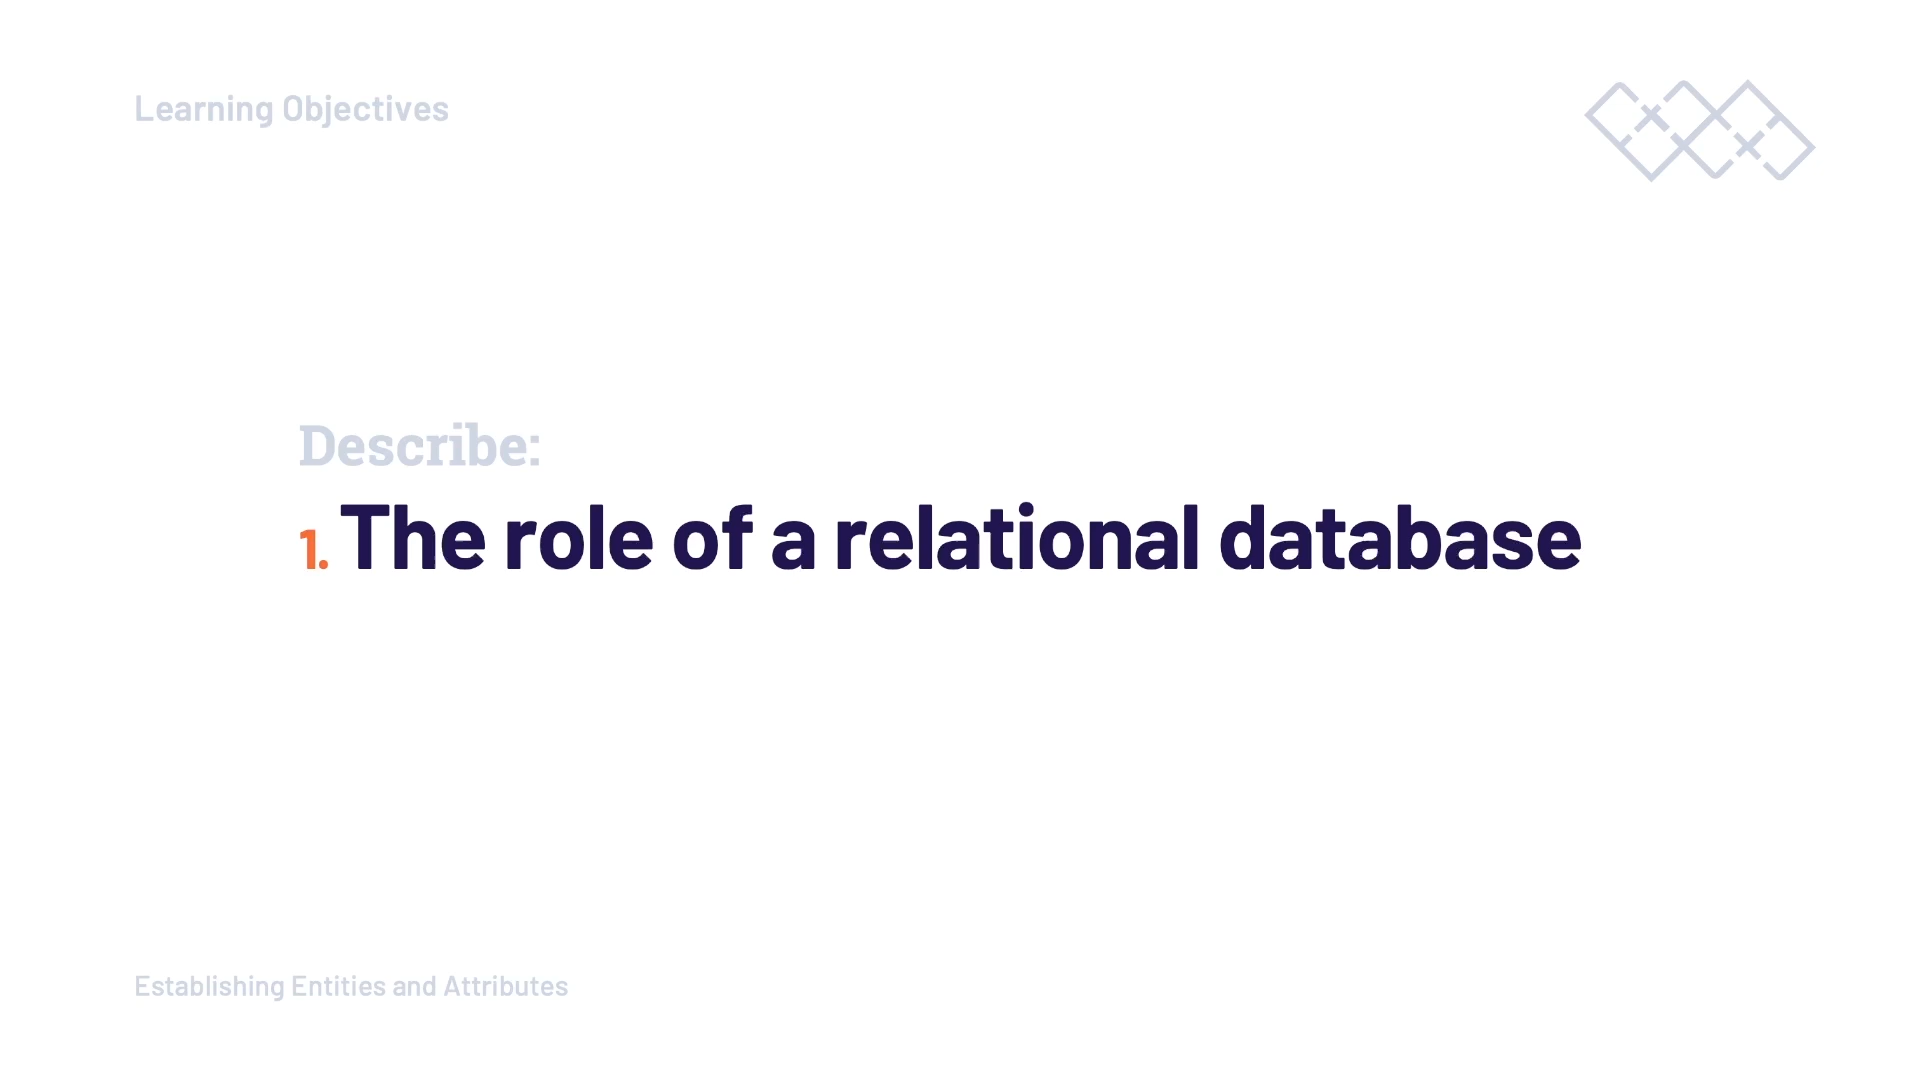 Learning Objectives
Describe:
1. The role of a relational database
Establishing Entities and Attributes